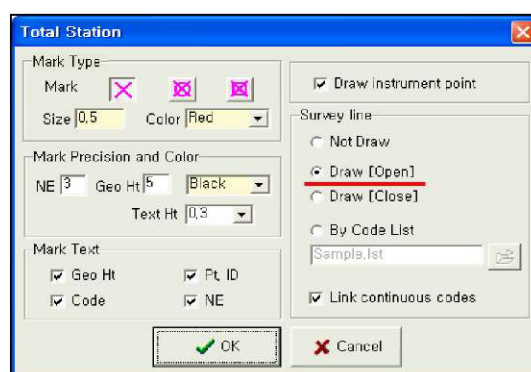 Total Station
Mark Type
Mark
Size 0,5 Color Red
Mark Precision and Color
NE 3 Geo Ht 5 Black
Text Ht 0,3
Mark Text
Geo Ht Pt, ID
Code NE
Draw instrument point
Survey line
Not Draw
Draw [Open]
Draw [Close]
By Code List
Sample,lst
Link continuous codes
OK Cancel